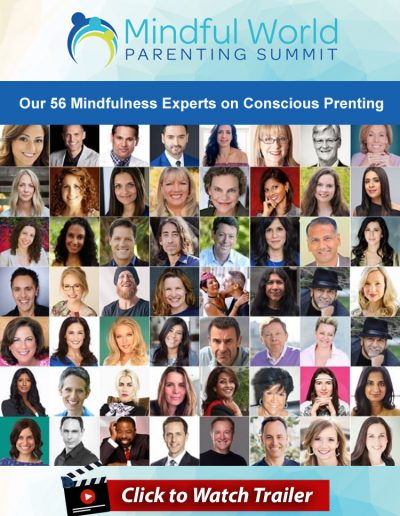 Mindful World
PARENTING SUMMIT
Our 56 Mindfulness Experts on Conscious Prenting
Click to Watch Trailer